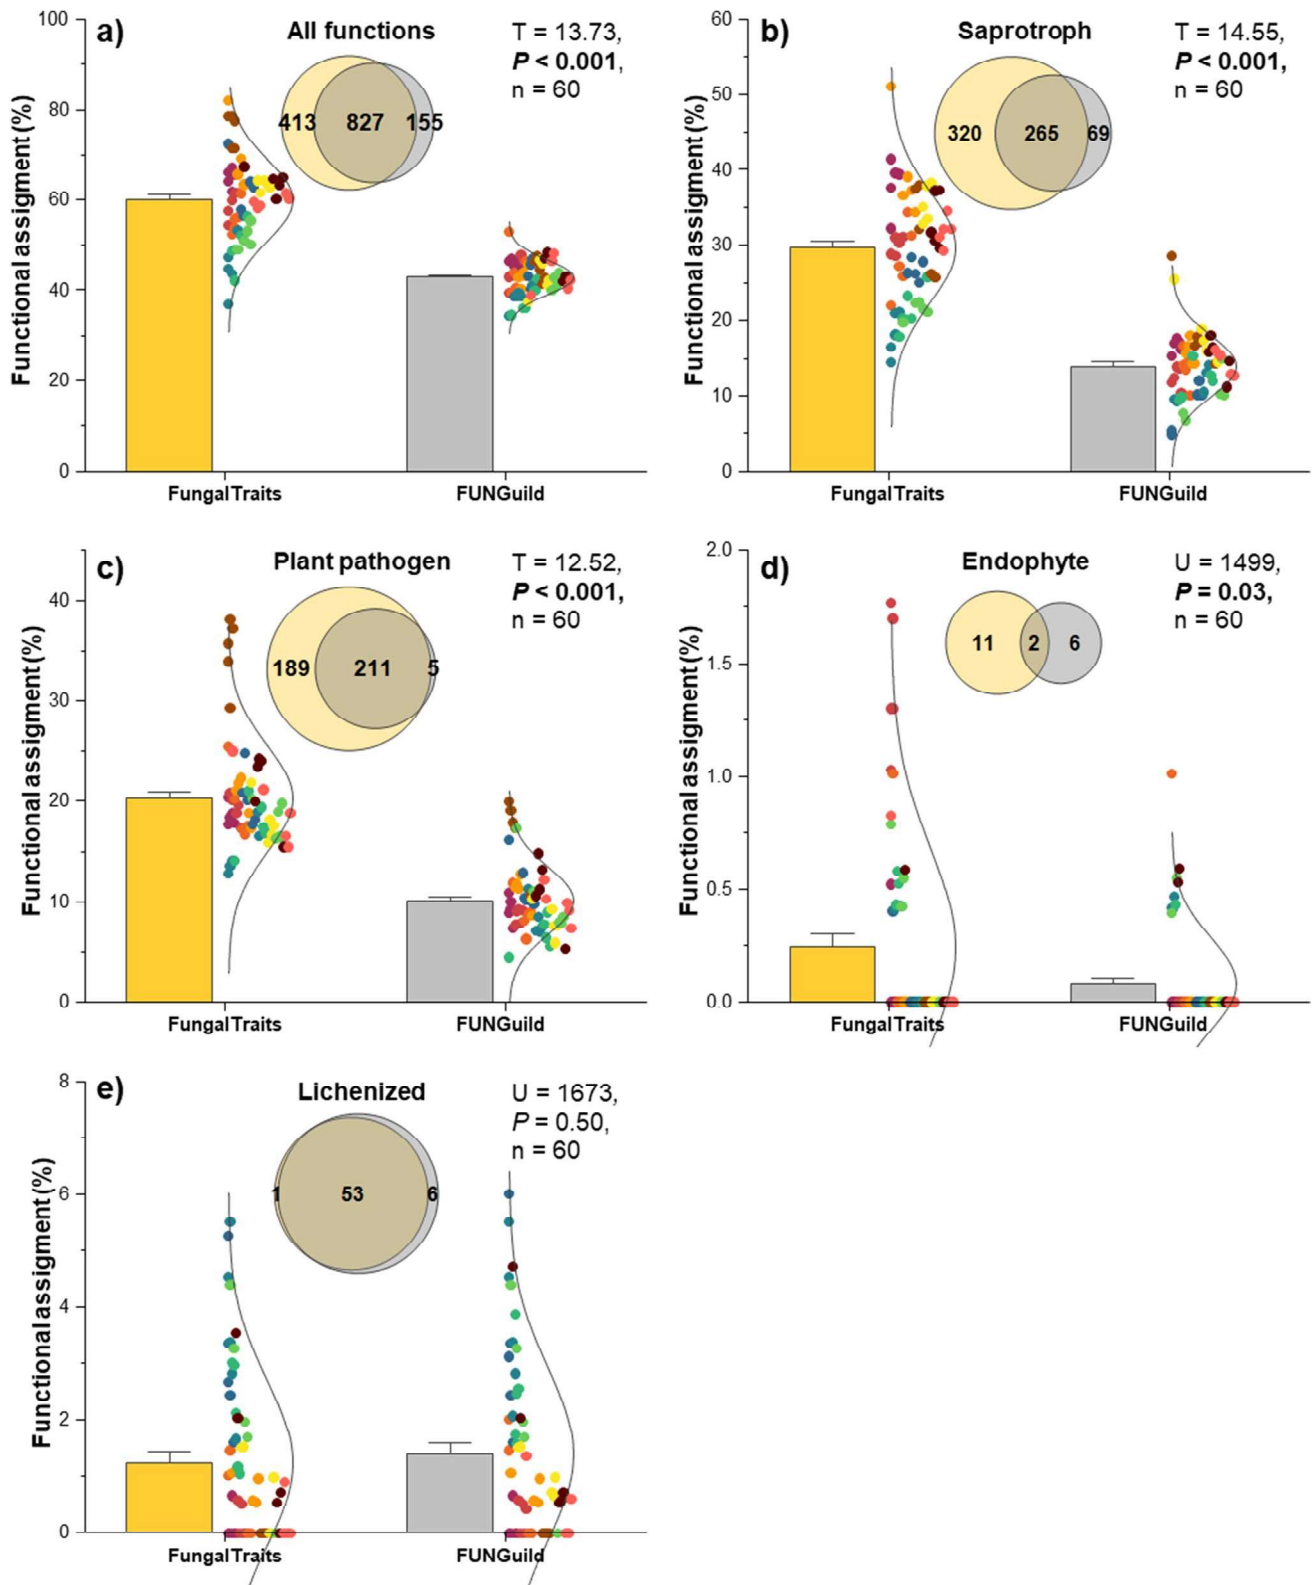 a)
All functions
T = 13.73,
P < 0.001,
n = 60
413 827 155
Functional assigment (%)
100
80
60
40
20
0
FungalTraits FUNGuild
b)
Saprotroph
T = 14.55,
P < 0.001,
n = 60
320 265 69
Functional assigment (%)
60
50
40
30
20
10
0
FungalTraits FUNGuild
c)
Plant pathogen
T = 12.52,
P < 0.001,
n = 60
189 211 5
Functional assigment (%)
40
30
20
10
0
FungalTraits FUNGuild
d)
Endophyte
U = 1499,
P = 0.03,
n = 60
11 2 6
Functional assigment (%)
2.0
1.5
1.0
0.5
0.0
FungalTraits FUNGuild
e)
Lichenized
U = 1673,
P = 0.50,
n = 60
1 53 6
Functional assigment (%)
8
6
4
2
0
FungalTraits FUNGuild